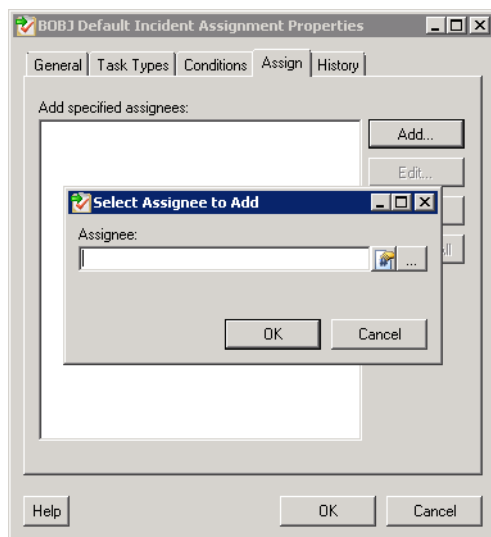 BOBJ Default Incident Assignment Properties
General Task Types Conditions Assign History
Add specified assignees:
Add...
Edit...
Select Assignee to Add
Assignee:
...
OK Cancel
Help OK Cancel